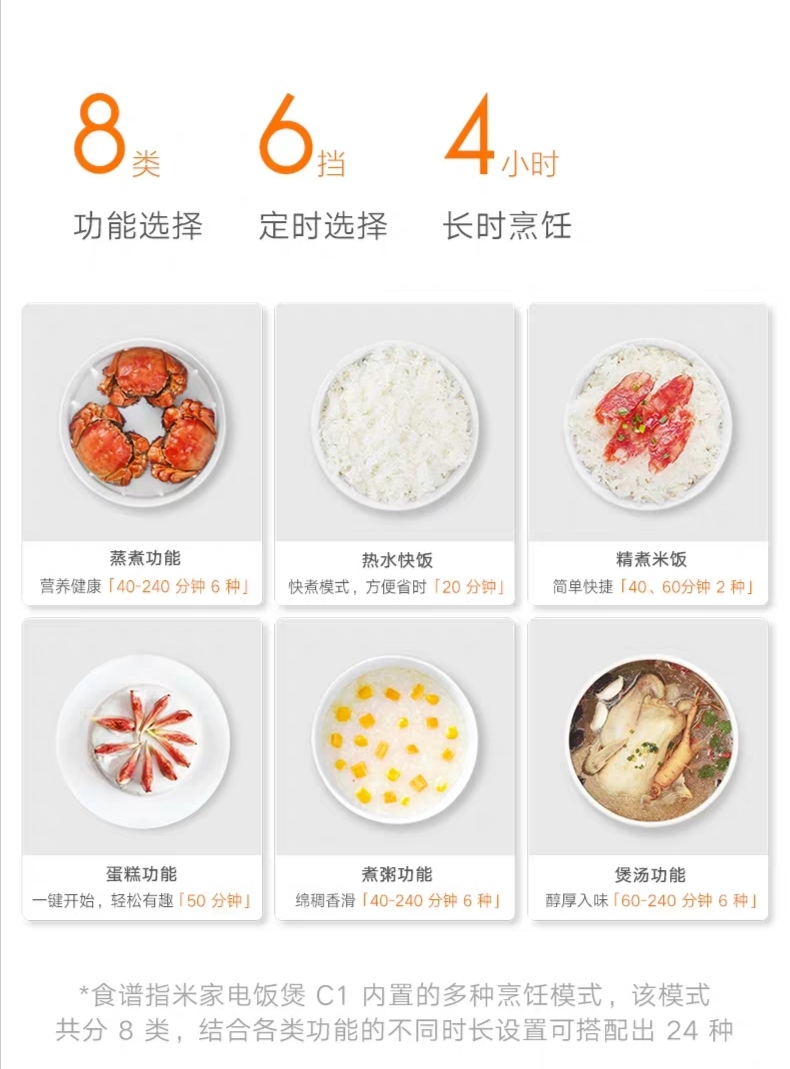 8类 6挡 4小时
功能选择 定时选择 长时烹饪
蒸煮功能 热水快饭 精煮米饭
营养健康「40-240 分钟 6 种」 快煮模式，方便省时「20 分钟」 简单快捷「40、60分钟 2 种」
蛋糕功能 煮粥功能 煲汤功能
一键开始，轻松有趣「50 分钟」 绵稠香滑「40-240 分钟 6 种」 醇厚入味「60-240 分钟 6 种」
*食谱指米家电饭煲 C1 内置的多种烹饪模式，该模式
共分 8 类，结合各类功能的不同时长设置可搭配出 24 种